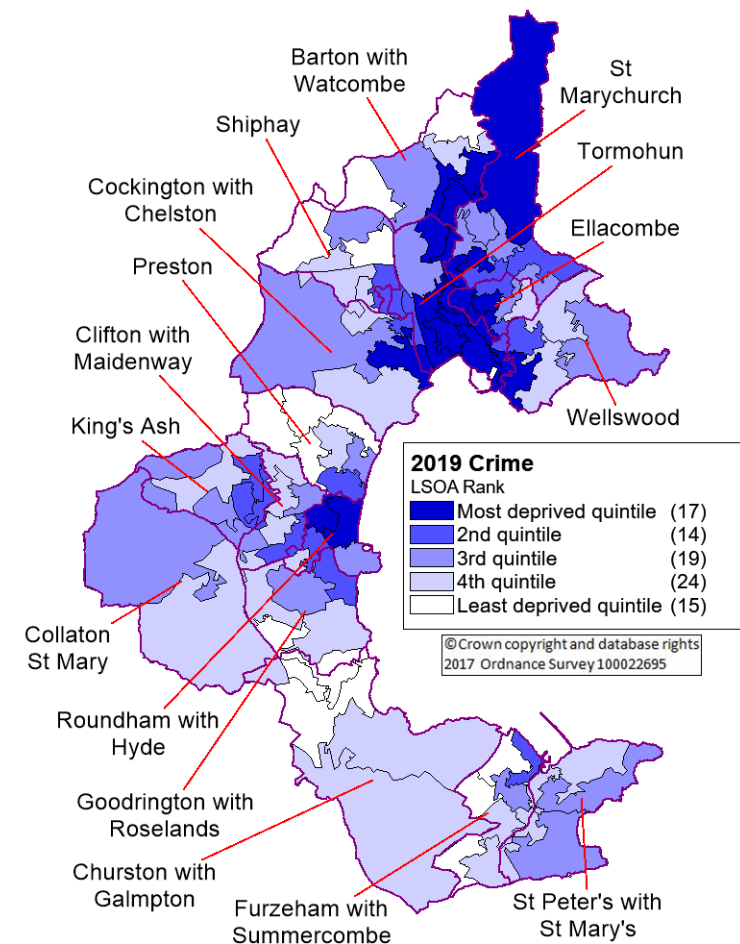 Barton with
Watcombe
St
Marychurch
Shiphay
Tormohun
Cockington with
Chelston
Ellacombe
Preston
Clifton with
Maidenway
King's Ash
Wellswood
2019 Crime
LSOA Rank
Most deprived quintile (17)
2nd quintile (14)
3rd quintile (19)
4th quintile (24)
Least deprived quintile (15)
©Crown copyright and database rights
2017 Ordnance Survey 100022695
Collaton
St Mary
Roundham with
Hyde
Goodrington with
Roselands
Churston with
Galmpton
Furzeham with
Summercombe
St Peter's with
St Mary's